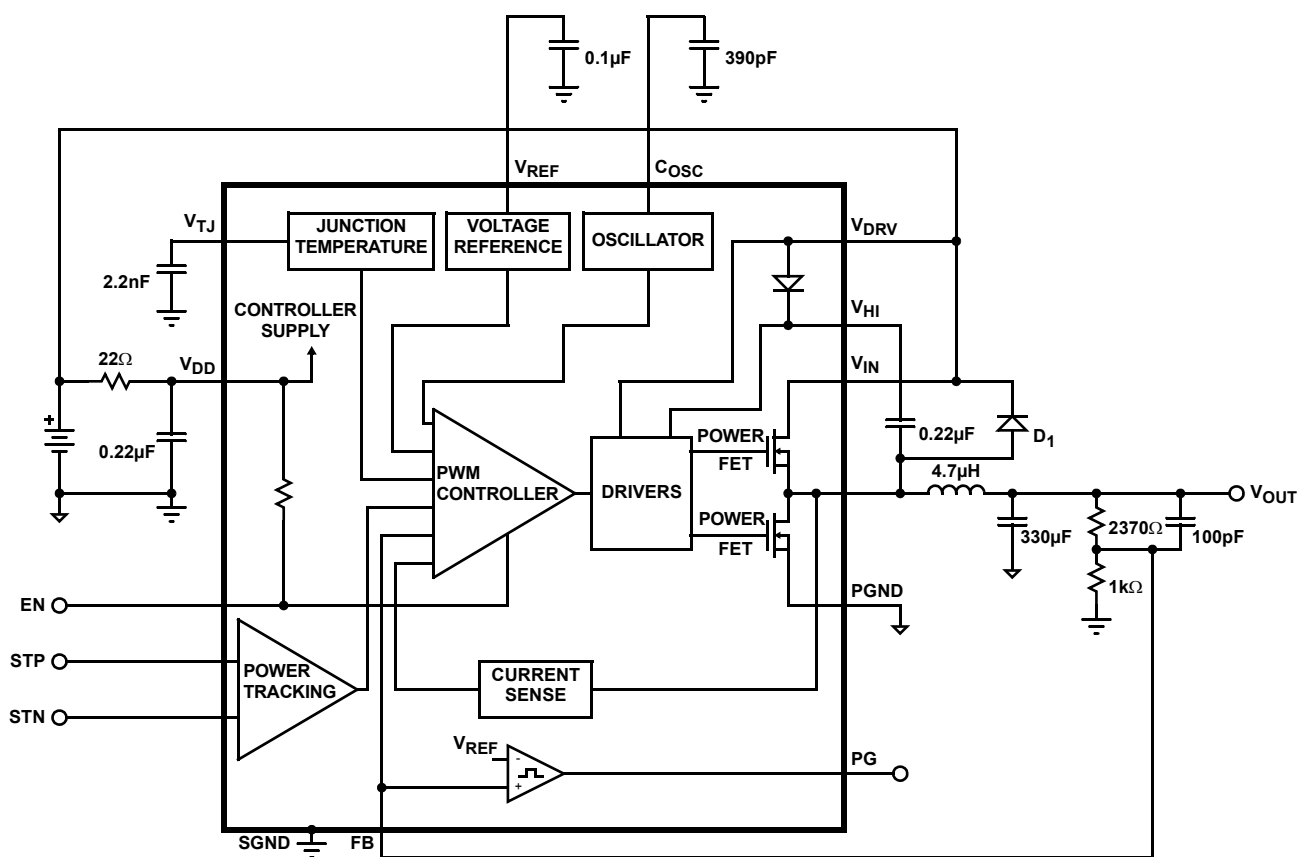 0.1µF
390pF
VREF
COSC
VTJ
JUNCTION
TEMPERATURE
VOLTAGE
REFERENCE
OSCILLATOR
VDRV
2.2nF
CONTROLLER
SUPPLY
VHI
22Ω
VDD
VIN
+
0.22µF
PWM
CONTROLLER
DRIVERS
POWER
FET
0.22µF
D1
4.7µH
VOUT
POWER
FET
330µF
2370Ω
100pF
1kΩ
EN
PGND
STP
POWER
TRACKING
CURRENT
SENSE
STN
VREF
-
+
PG
SGND
FB